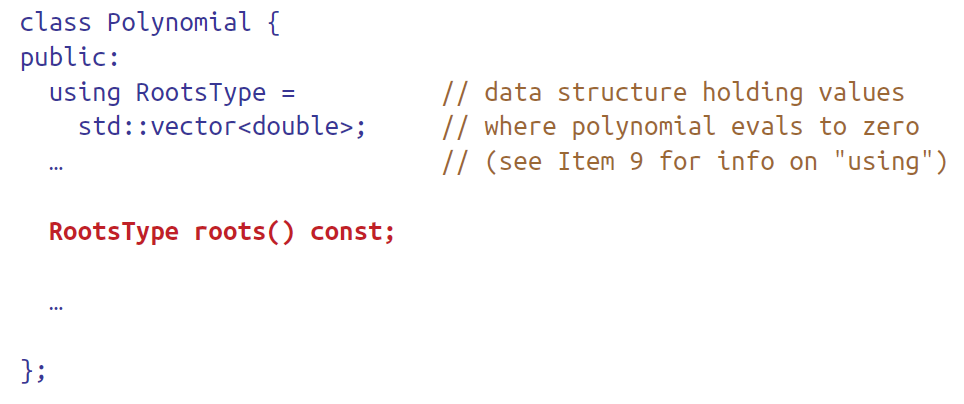 class Polynomial {
public:
  using RootsType =          // data structure holding values
    std::vector<double>;     // where polynomial evals to zero
  …                          // (see Item 9 for info on "using")
  RootsType roots() const;
  …
};